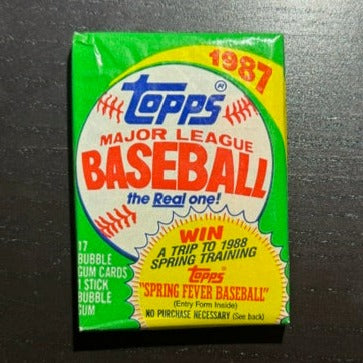 1987
Topps®
MAJOR LEAGUE
BASEBALL
the Real one!
17
BUBBLE
GUM CARDS
1 STICK
BUBBLE
GUM
WIN
A TRIP TO 1988
SPRING TRAINING
Topps
"SPRING FEVER BASEBALL"
(Entry Form Inside)
NO PURCHASE NECESSARY (See back)